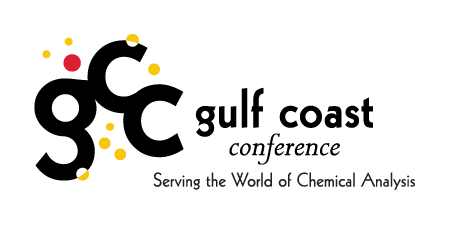 gcc
gulf coast
conference
Serving the World of Chemical Analysis